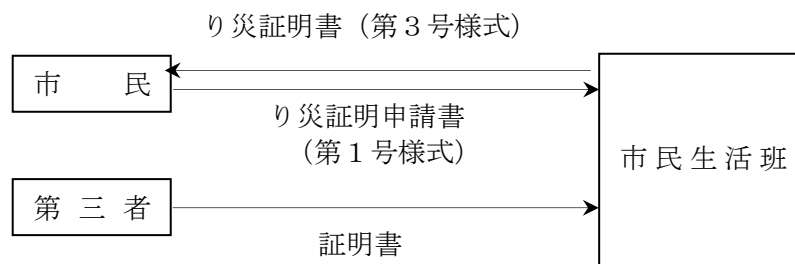 り災証明書（第３号様式）
市　　民
り災証明申請書
（第１号様式）
市民生活班
第三者
証明書